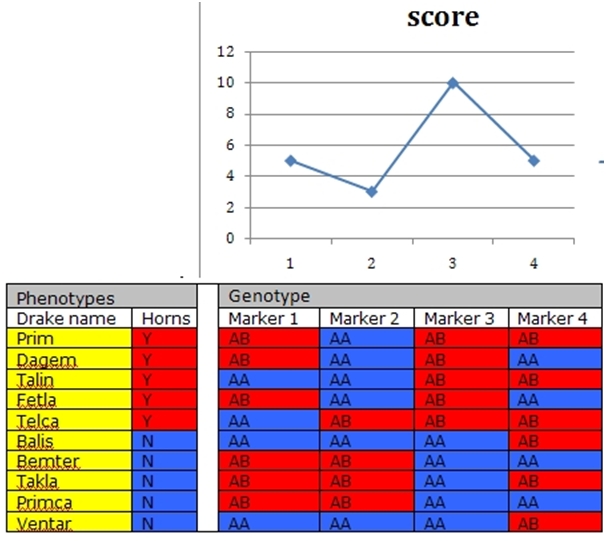 score
12
10
8
6
4
2
0
1 2 3 4
Phenotypes Genotype
Drake name Horns Marker 1 Marker 2 Marker 3 Marker 4
Prim Y AB AA AB AB
Dagem Y AB AA AB AA
Talin Y AA AA AB AB
Fetla Y AB AA AB AA
Telca Y AA AB AB AB
Balis N AA AA AA AB
Bemter N AB AB AA AA
Takla N AB AB AA AB
Primca N AB AB AA AA
Ventar N AA AA AA AB